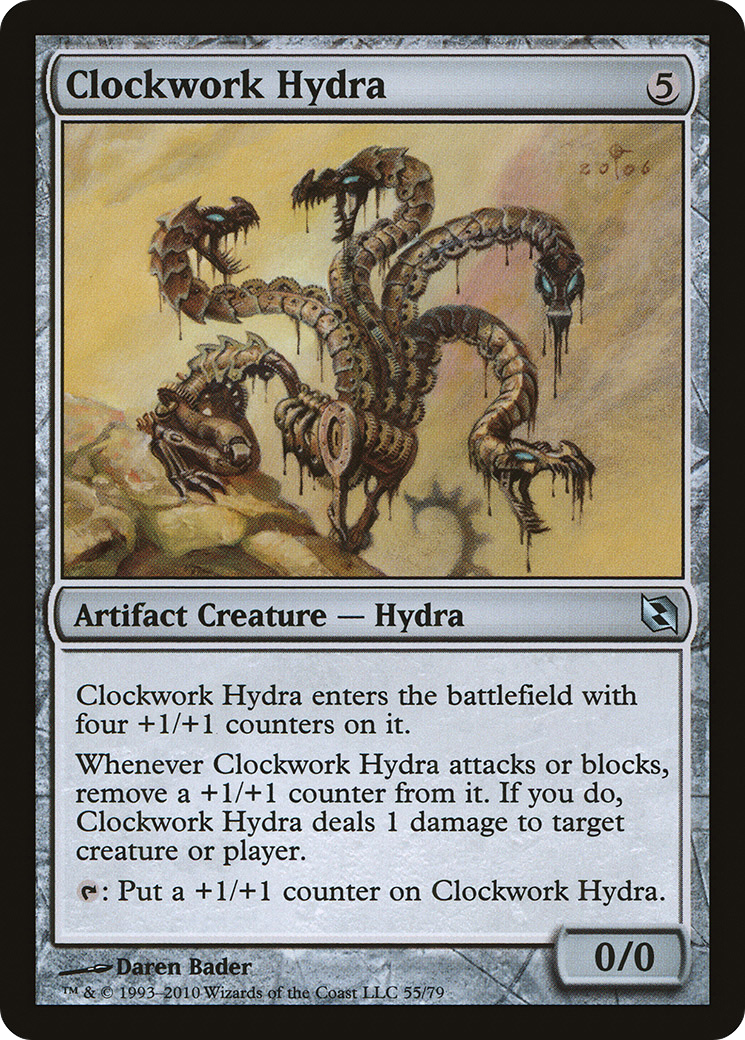 Clockwork Hydra
5
2006
Artifact Creature — Hydra
Clockwork Hydra enters the battlefield with
four +1/+1 counters on it.
Whenever Clockwork Hydra attacks or blocks,
remove a +1/+1 counter from it. If you do,
Clockwork Hydra deals 1 damage to target
creature or player.
: Put a +1/+1 counter on Clockwork Hydra.
0/0
Daren Bader
™ & © 1993–2010 Wizards of the Coast LLC 55/79